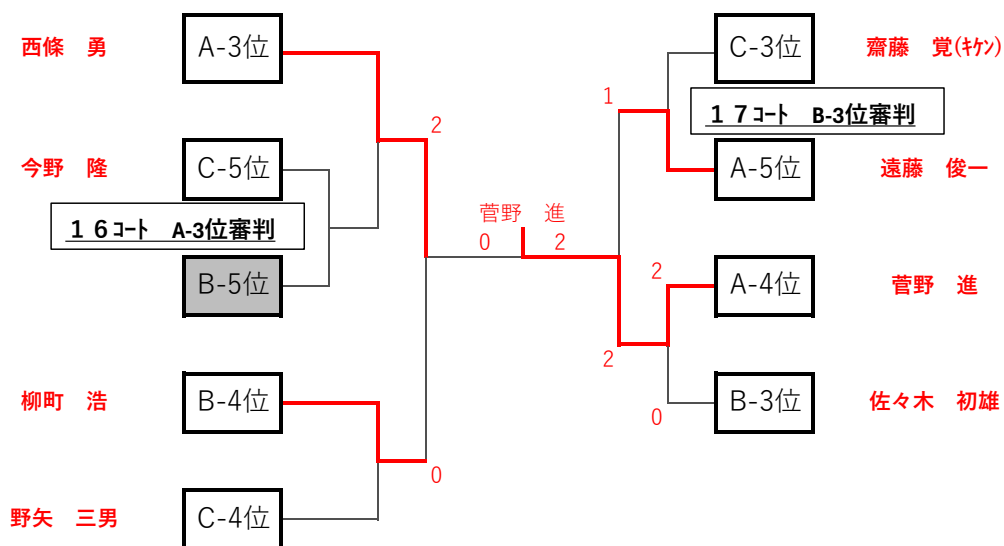 西條　勇
A-3位
C-3位
齋藤　覚(ｷｹﾝ)
1
１７ｺｰﾄ　B-3位審判
2
今野　隆
C-5位
A-5位
遠藤　俊一
１６ｺｰﾄ　A-3位審判
菅野　進
0
2
B-5位
2
A-4位
菅野　進
2
柳町　浩
B-4位
B-3位
佐々木　初雄
0
0
野矢　三男
C-4位